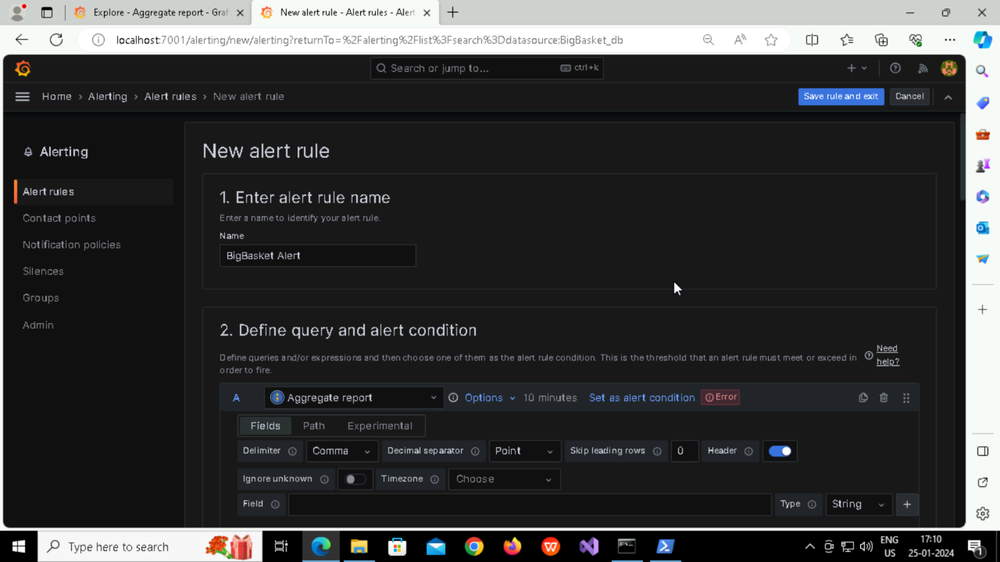 Explore - Aggregate report - Graf
New alert rule - Alert rules - Alert
localhost:7001/alerting/new/alerting?returnTo=%2Falerting%2Flist%3Fsearch%3Ddatasource:BigBasket_db
Search or jump to... ctrl+k
Home › Alerting › Alert rules › New alert rule
Save rule and exit
Cancel
Alerting
Alert rules
Contact points
Notification policies
Silences
Groups
Admin
New alert rule
1. Enter alert rule name
Enter a name to identify your alert rule.
Name
BigBasket Alert
2. Define query and alert condition
Define queries and/or expressions and then choose one of them as the alert rule condition. This is the threshold that an alert rule must meet or exceed in
order to fire.
Need
help?
A Aggregate report Options 10 minutes Set as alert condition Error
Fields Path Experimental
Delimiter Comma Decimal separator Point Skip leading rows 0 Header
Ignore unknown Timezone Choose
Field Type String
Type here to search
ENG
US
17:10
25-01-2024
1